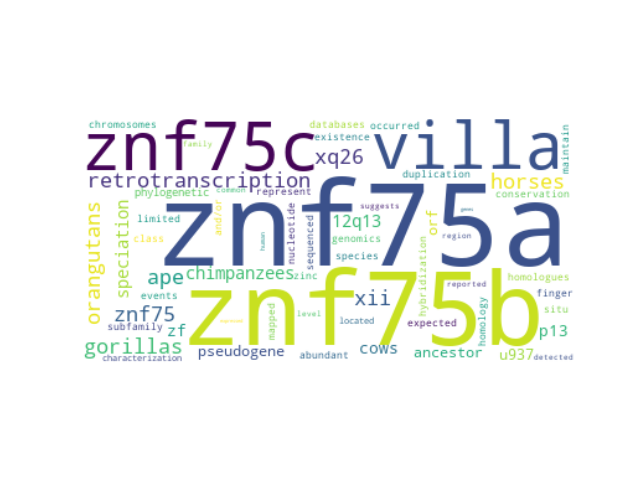 chromosomes
databases
occurred
family
existence
znf75c
villa
maintain
xq26
retrotranscription
duplication
horses
phylogenetic
common
represent
conservation
orangutans
speciation
and/or
znf75a
nucleotide
sequenced
suggests
genes
limited
12q13
orf
class
genomics
region
human
species
ape
chimpanzees
zinc
hybridization
homologues
events
xii
reported
finger
znf75
znf75b
mapped
level
located
expected
homology
situ
subfamily
zf
p13
gorillas
pseudogene
abundant
cows
ancestor
u937
detected
characterization